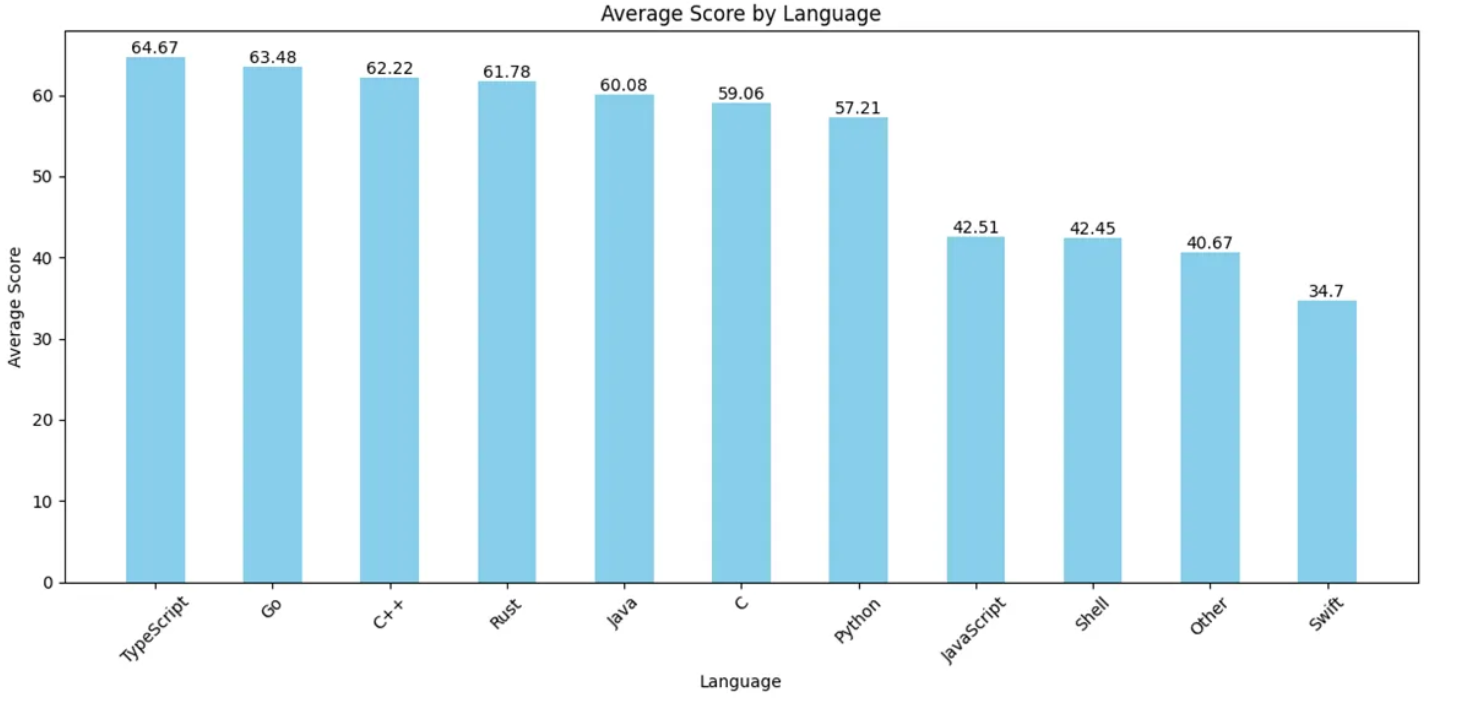 Average Score by Language
64.67
63.48
62.22
61.78
60.08
59.06
57.21
42.51
42.45
40.67
34.7
Average Score
60
50
40
30
20
10
0
TypeScript
Go
C++
Rust
Java
C
Python
JavaScript
Shell
Other
Swift
Language